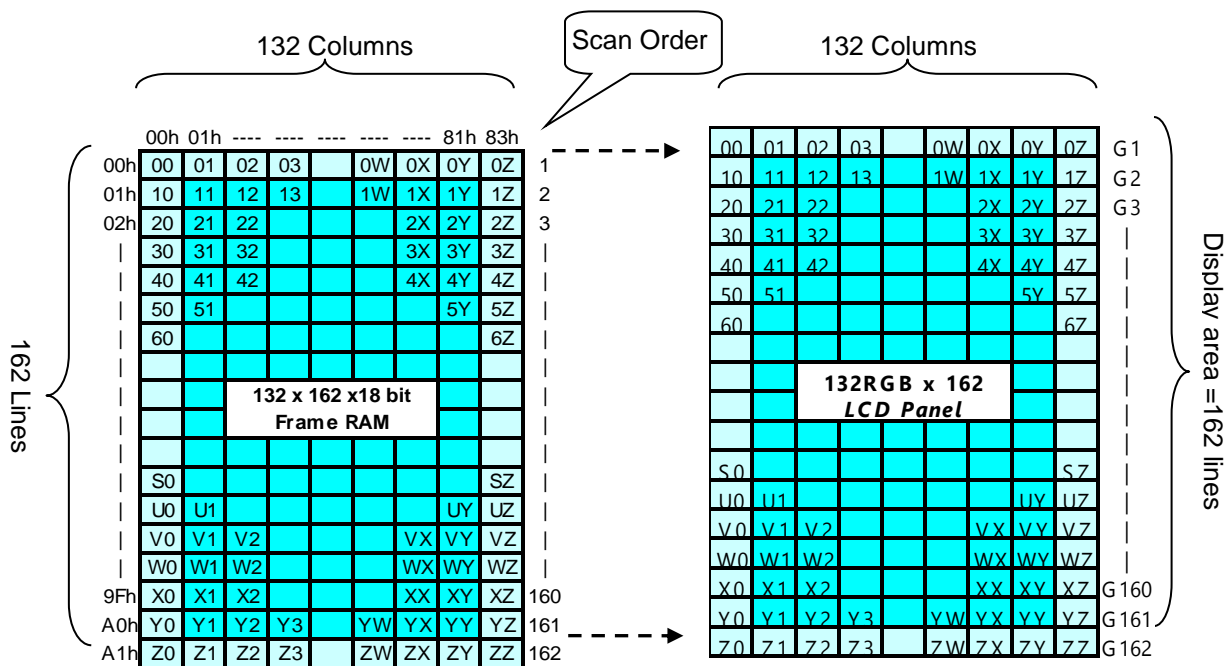 132 Columns
Scan Order
132 Columns
00h 01h ---- ---- ---- ---- ---- 81h 83h
00h 00 01 02 03 0W 0X 0Y 0Z 1
01h 10 11 12 13 1W 1X 1Y 1Z 2
02h 20 21 22 2X 2Y 2Z 3
30 31 32 3X 3Y 3Z
40 41 42 4X 4Y 4Z
50 51 5Y 5Z
60 6Z
132 x 162 x18 bit
Frame RAM
S0 SZ
U0 U1 UY UZ
V0 V1 V2 VX VY VZ
W0 W1 W2 WX WY WZ
9Fh X0 X1 X2 XX XY XZ 160
A0h Y0 Y1 Y2 Y3 YW YX YY YZ 161
A1h Z0 Z1 Z2 Z3 ZW ZX ZY ZZ 162
162 Lines
00 01 02 03 0W 0X 0Y 0Z G1
10 11 12 13 1W 1X 1Y 1Z G2
20 21 22 2X 2Y 2Z G3
30 31 32 3X 3Y 3Z
40 41 42 4X 4Y 4Z
50 51 5Y 5Z
60 6Z
132RGB x 162
LCD Panel
S0 SZ
U0 U1 UY UZ
V0 V1 V2 VX VY VZ
W0 W1 W2 WX WY WZ
X0 X1 X2 XX XY XZ G160
Y0 Y1 Y2 Y3 YW YX YY YZ G161
Z0 Z1 Z2 Z3 ZW ZX ZY ZZ G162
Display area =162 lines